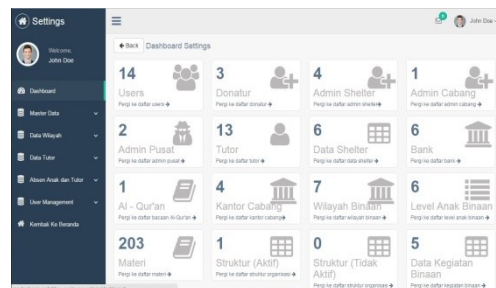 Settings
John Doe
Welcome,
John Doe
Back Dashboard Settings
Dashboard
Master Data
Data Wilayah
Data Tutor
Absen Anak dan Tutor
User Management
Kembali Ke Beranda
14
Users
Pergi ke daftar users
3
Donatur
Pergi ke daftar donatur
4
Admin Shelter
Pergi ke daftar admin shelter
1
Admin Cabang
Pergi ke daftar admin cabang
2
Admin Pusat
Pergi ke daftar admin pusat
13
Tutor
Pergi ke daftar tutor
6
Data Shelter
Pergi ke daftar data shelter
6
Bank
Pergi ke daftar bank
1
Al - Qur'an
Pergi ke daftar bacaan Al-Qur'an
4
Kantor Cabang
Pergi ke daftar kantor cabang
7
Wilayah Binaan
Pergi ke daftar wilayah binaan
6
Level Anak Binaan
Pergi ke daftar level anak binaan
203
Materi
Pergi ke daftar materi
1
Struktur (Aktif)
Pergi ke daftar struktur organisasi
0
Struktur (Tidak
Aktif)
Pergi ke daftar struktur organisasi
5
Data Kegiatan
Binaan
Pergi ke daftar kegiatan binaan